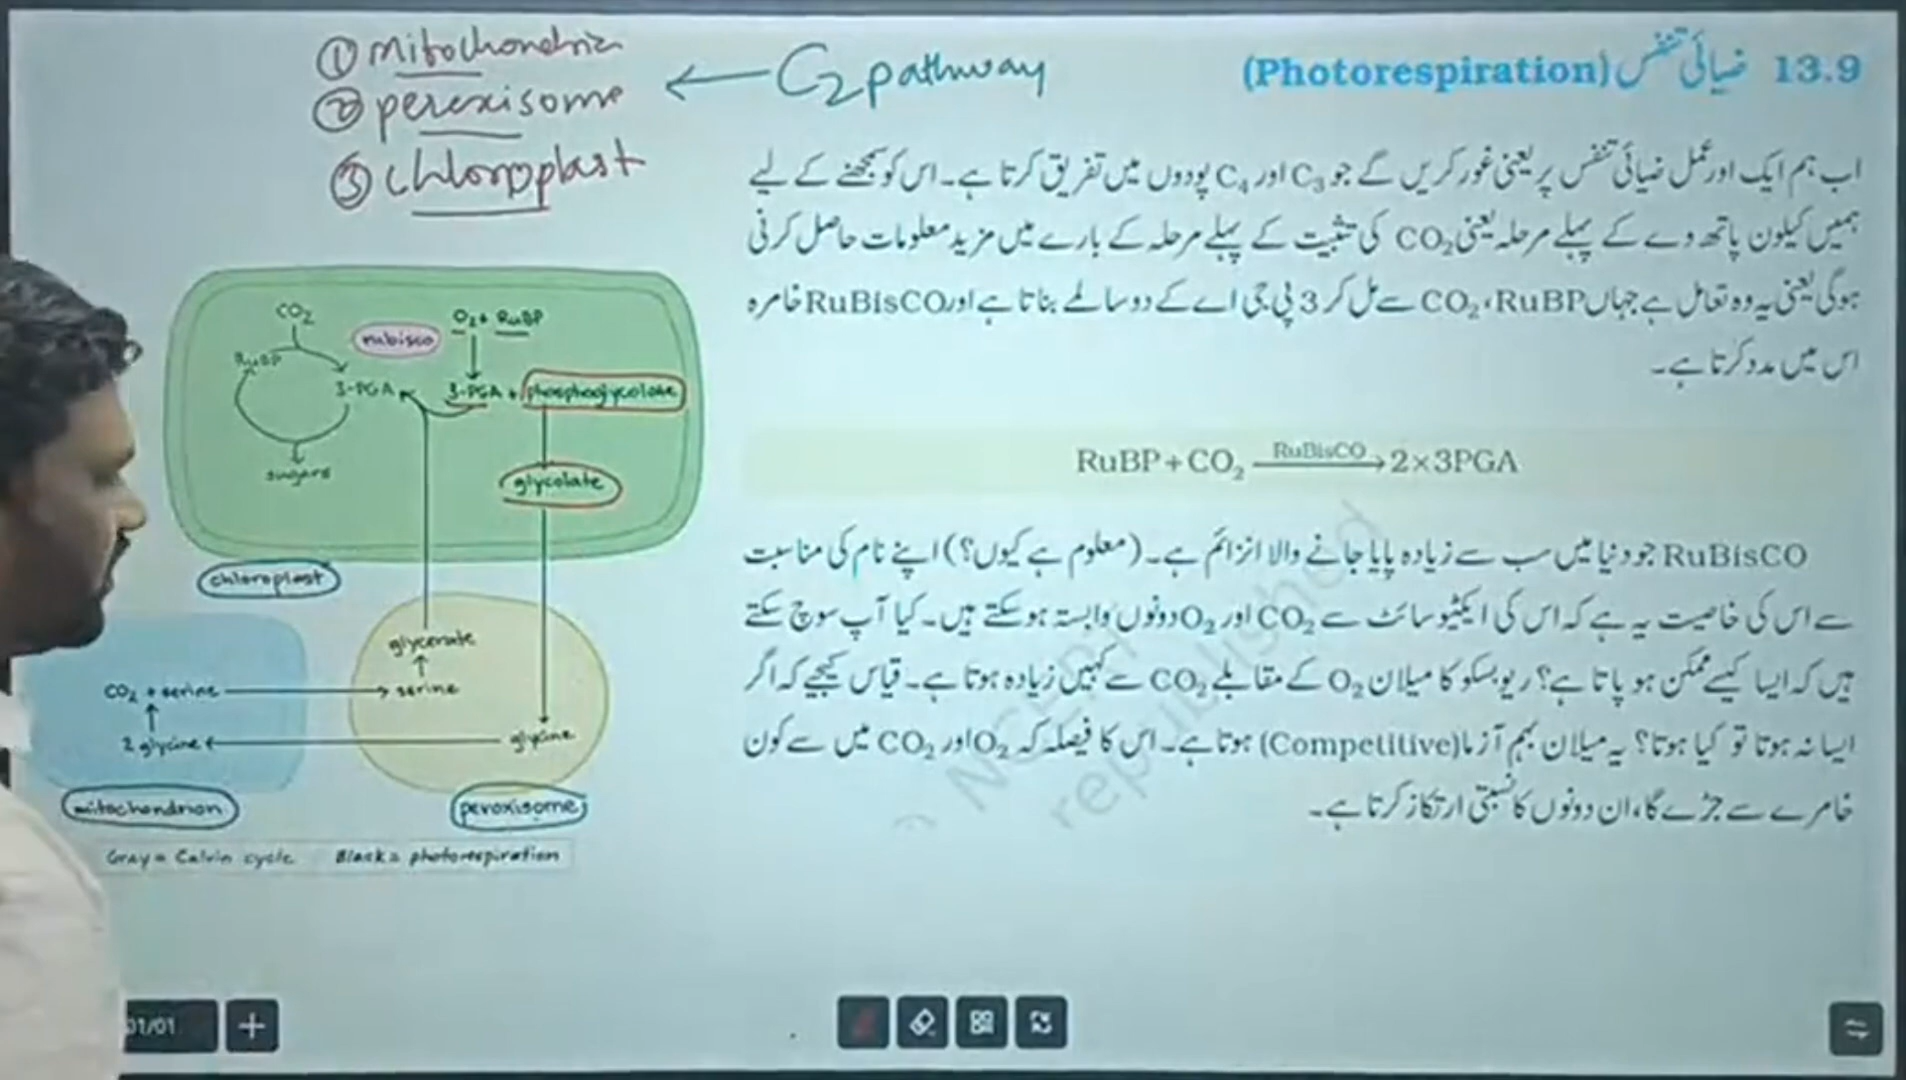 ① mitochondria
② peroxisome
③ chloroplast
← C2 pathway
13.9 ضیائی تنفس (Photorespiration)
اب ہم ایک اور عمل ضیائی تنفس پر یعنی غور کریں گے جو C₃ اور C₄ پودوں میں تفریق کرتا ہے۔ اس کو سمجھنے کے لیے
ہمیں کیلون پاتھ وے کے پہلے مرحلہ یعنی CO₂ کی تثبیت کے پہلے مرحلہ کے بارے میں مزید معلومات حاصل کرنی
ہوگی یعنی یہ وہ تعامل ہے جہاں RuBP، CO₂ سے مل کر 3 پی جی اے کے دو سالمے بناتا ہے اور RuBisCO خامرہ
اس میں مدد کرتا ہے۔
RuBP + CO₂ —RuBisCO→ 2×3PGA
RuBisCO جو دنیا میں سب سے زیادہ پایا جانے والا انزائم ہے۔ (معلوم ہے کیوں؟) اپنے نام کی مناسبت
سے اس کی خاصیت یہ ہے کہ اس کی ایکٹیو سائٹ سے CO₂ اور O₂ دونوں وابستہ ہوسکتے ہیں۔ کیا آپ سوچ سکتے
ہیں کہ ایسا کیسے ممکن ہو پاتا ہے؟ ریوبسکو کا میلان O₂ کے مقابلے CO₂ سے کہیں زیادہ ہوتا ہے۔ قیاس کیجیے کہ اگر
ایسا نہ ہوتا تو کیا ہوتا؟ یہ میلان ہم آزما (Competitive) ہوتا ہے۔ اس کا فیصلہ کہ O₂ اور CO₂ میں سے کون
خامرے سے جڑے گا، ان دونوں کا نسبتی ارتکاز کرتا ہے۔
CO₂
O₂ + RuBP
rubisco
RuBP
3-PGA
3-PGA + phosphoglycolate
sugars
glycolate
chloroplast
glycerate
CO₂ + serine
serine
2 glycine
glycine
mitochondrion
peroxisome
Gray = Calvin cycle Black = photorespiration
republished
01/01